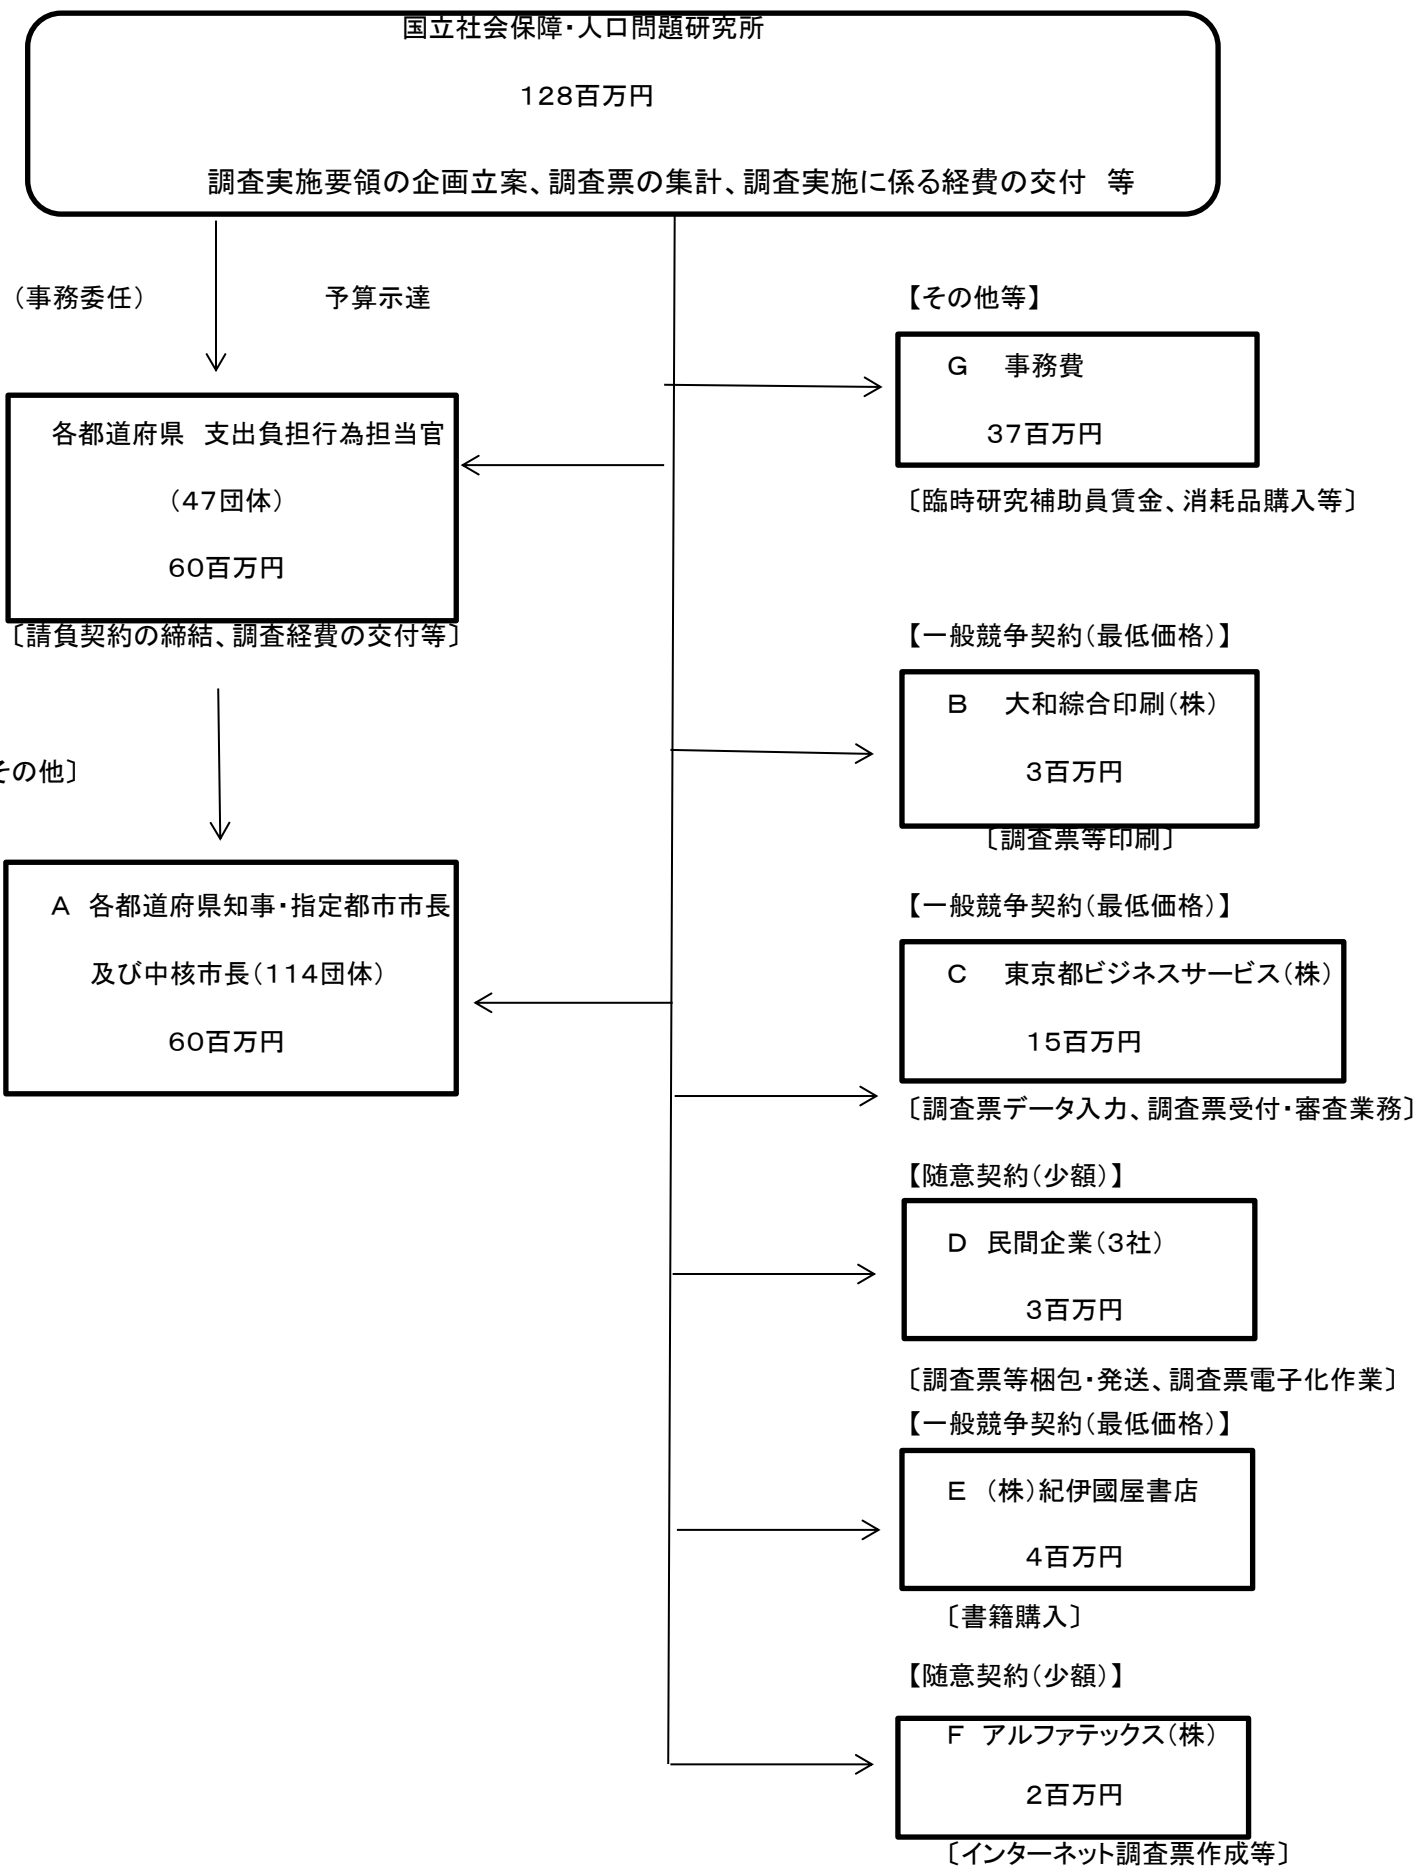 国立社会保障・人口問題研究所
128百万円
調査実施要領の企画立案、調査票の集計、調査実施に係る経費の交付　等
（事務委任）
予算示達
各都道府県　支出負担行為担当官
（47団体）
60百万円
〔請負契約の締結、調査経費の交付等〕
その他〕
A　各都道府県知事・指定都市市長
及び中核市長（114団体）
60百万円
【その他等】
G　事務費
37百万円
〔臨時研究補助員賃金、消耗品購入等〕
【一般競争契約（最低価格）】
B　大和綜合印刷（株）
3百万円
〔調査票等印刷〕
【一般競争契約（最低価格）】
C　東京都ビジネスサービス（株）
15百万円
〔調査票データ入力、調査票受付・審査業務〕
【随意契約（少額）】
D　民間企業（3社）
3百万円
〔調査票等梱包・発送、調査票電子化作業〕
【一般競争契約（最低価格）】
E　（株）紀伊國屋書店
4百万円
〔書籍購入〕
【随意契約（少額）】
F　アルファテックス（株）
2百万円
〔インターネット調査票作成等〕